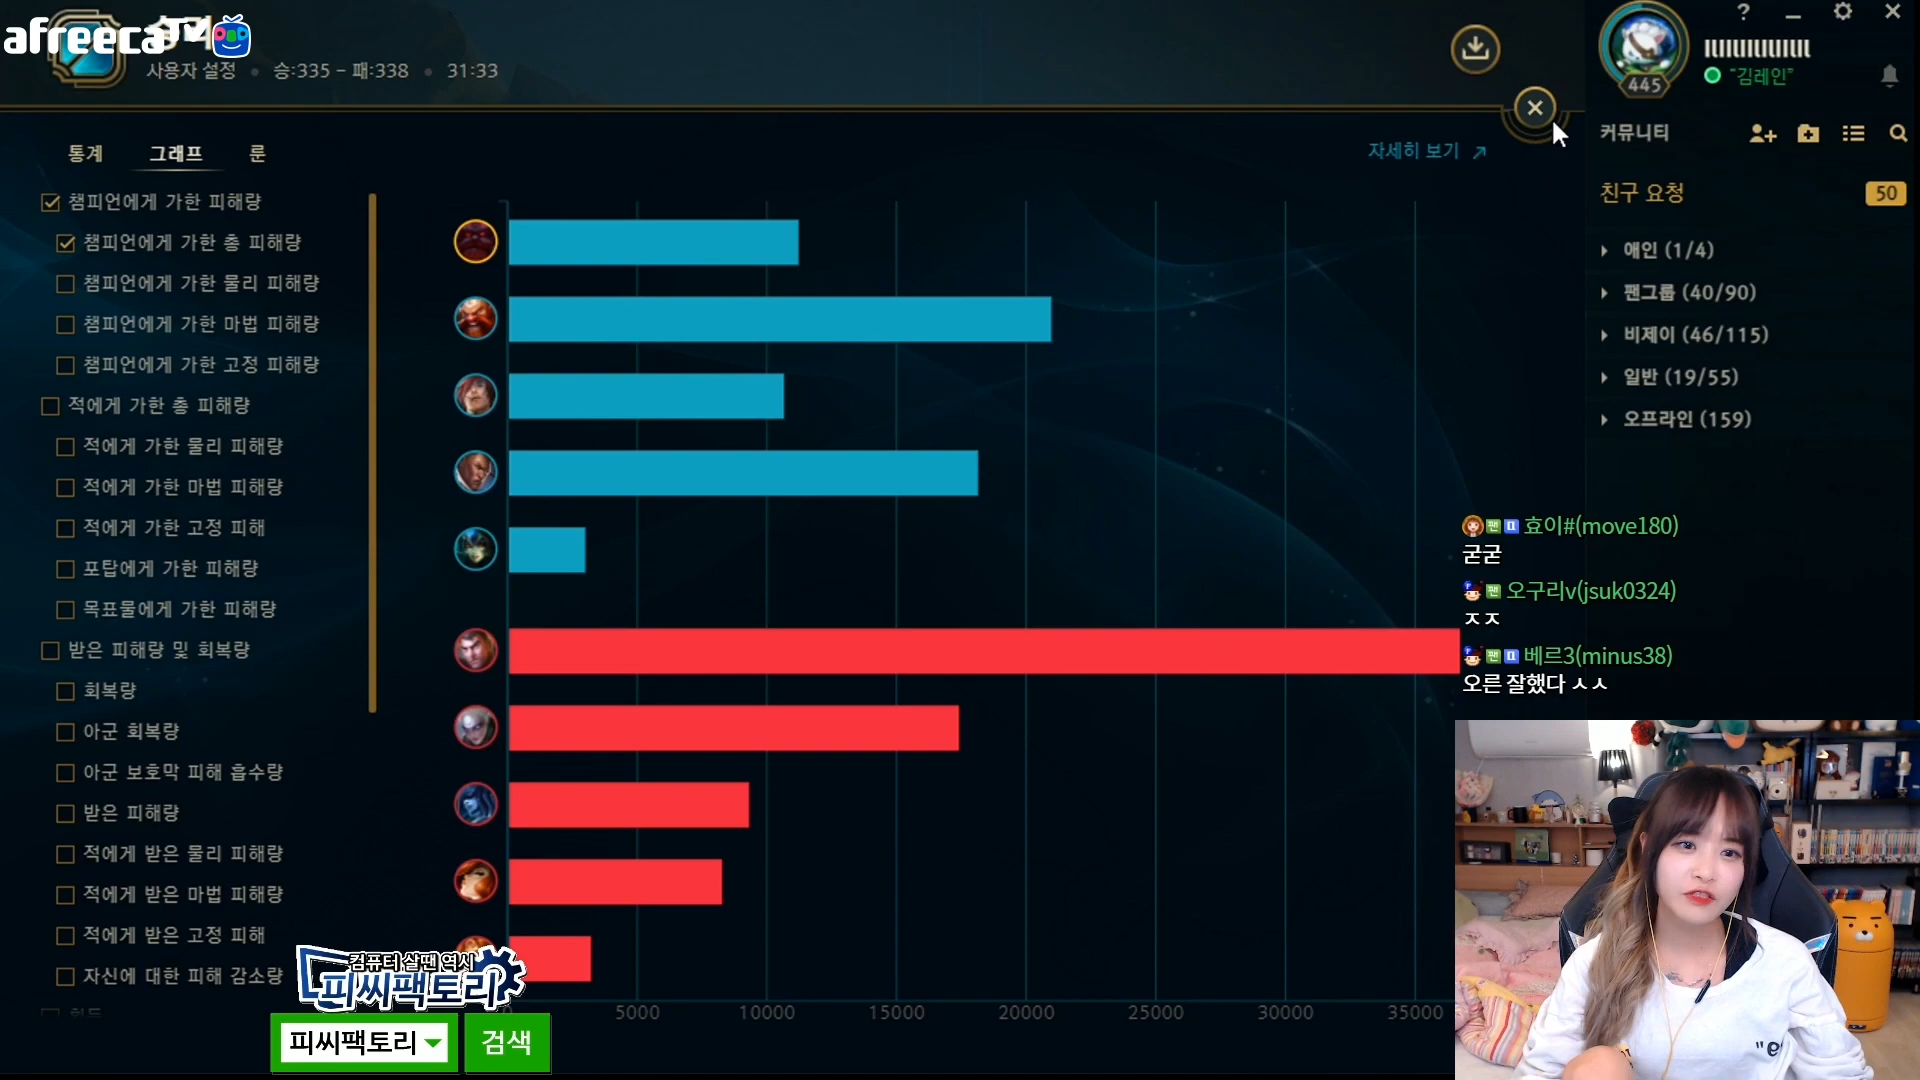 afreecaTV
사용자 설정 • 승:335 - 패:338 • 31:33
445
"김레인"
통계 그래프 룬
자세히 보기
커뮤니티
친구 요청 50
애인 (1/4)
팬그룹 (40/90)
비제이 (46/115)
일반 (19/55)
오프라인 (159)
챔피언에게 가한 피해량
챔피언에게 가한 총 피해량
챔피언에게 가한 물리 피해량
챔피언에게 가한 마법 피해량
챔피언에게 가한 고정 피해량
적에게 가한 총 피해량
적에게 가한 물리 피해량
적에게 가한 마법 피해량
적에게 가한 고정 피해
포탑에게 가한 피해량
목표물에게 가한 피해량
받은 피해량 및 회복량
회복량
아군 회복량
아군 보호막 피해 흡수량
받은 피해량
적에게 받은 물리 피해량
적에게 받은 마법 피해량
적에게 받은 고정 피해
자신에 대한 피해 감소량
5000 10000 15000 20000 25000 30000 35000
팬 효이#(move180)
굳굳
팬 오구리v(jsuk0324)
ㅈㅈ
팬 베르3(minus38)
오른 잘했다 ㅅㅅ
컴퓨터 살땐 역시
피씨팩토리
피씨팩토리 검색